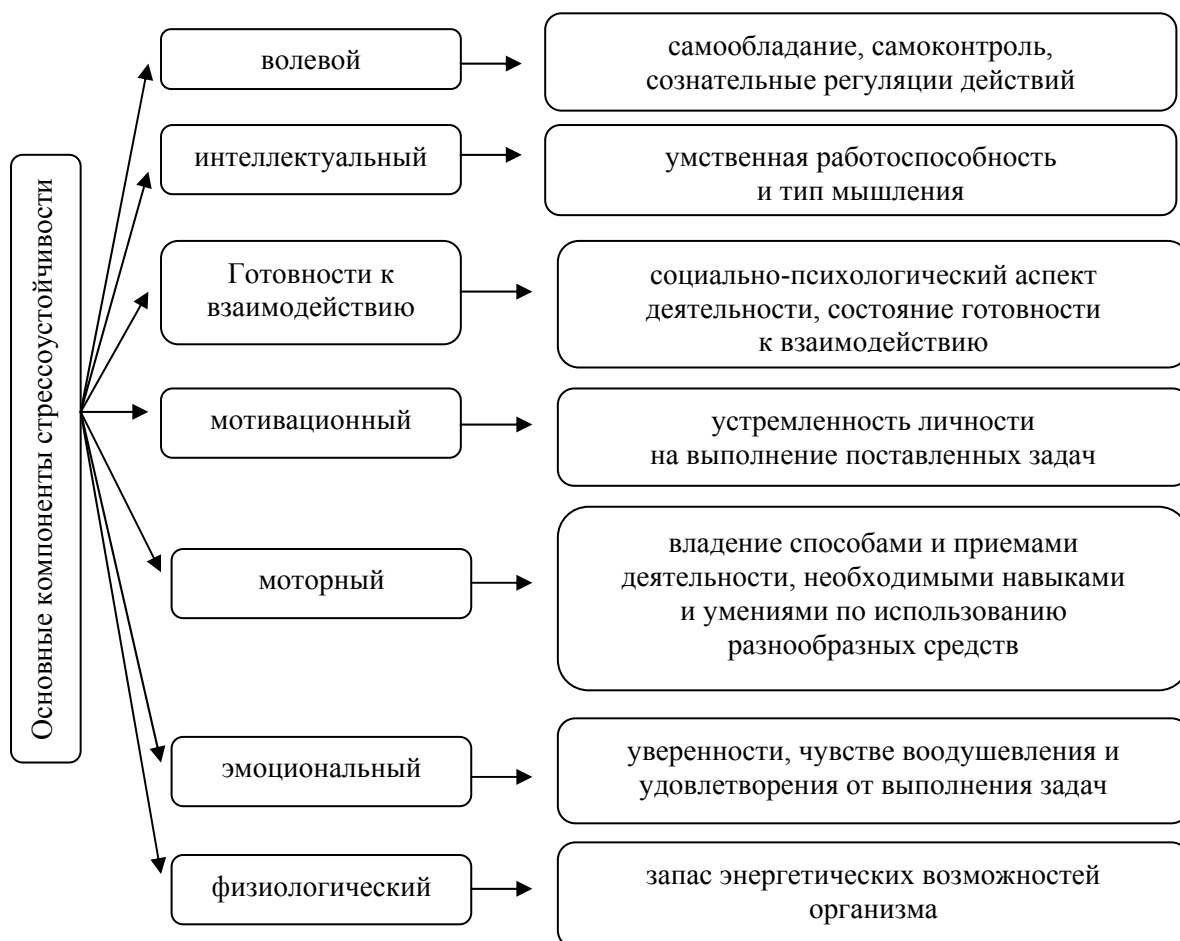 Основные компоненты стрессоустойчивости
волевой
самообладание, самоконтроль,
сознательные регуляции действий
интеллектуальный
умственная работоспособность
и тип мышления
Готовности к
взаимодействию
социально-психологический аспект
деятельности, состояние готовности
к взаимодействию
мотивационный
устремленность личности
на выполнение поставленных задач
моторный
владение способами и приемами
деятельности, необходимыми навыками
и умениями по использованию
разнообразных средств
эмоциональный
уверенности, чувстве воодушевления и
удовлетворения от выполнения задач
физиологический
запас энергетических возможностей
организма